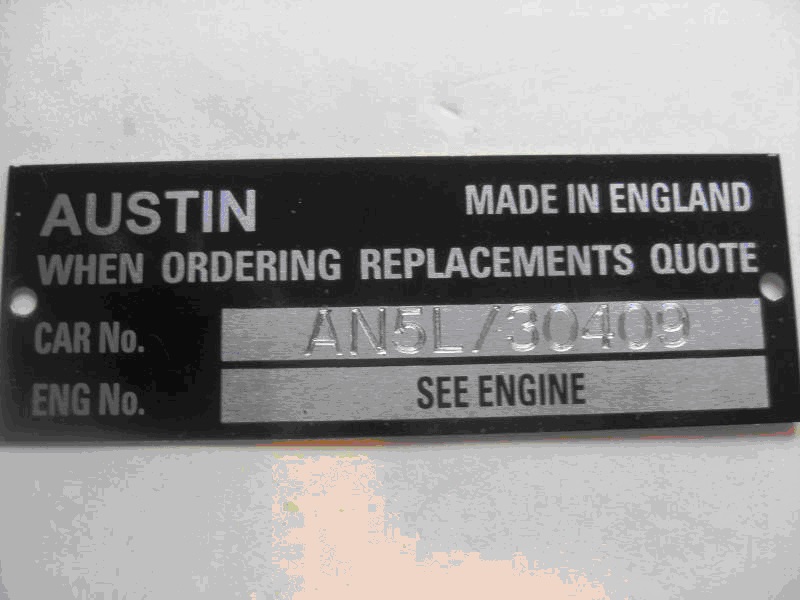 AUSTIN MADE IN ENGLAND
WHEN ORDERING REPLACEMENTS QUOTE
CAR No. AN5L/30409
ENG No. SEE ENGINE